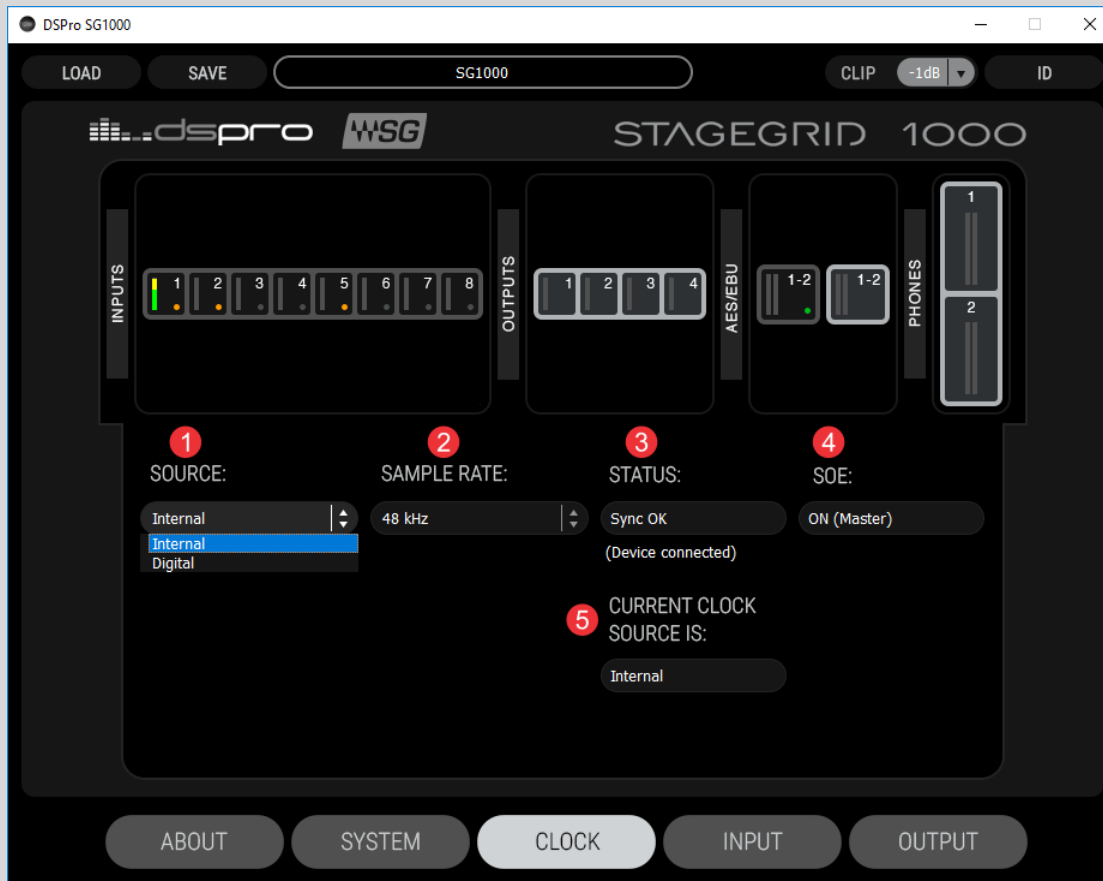 DSPro SG1000
LOAD SAVE SG1000 CLIP -1dB ID
dspro WSG STAGEGRID 1000
INPUTS
1 2 3 4 5 6 7 8
OUTPUTS
1 2 3 4
AES/EBU
1-2 1-2
PHONES
1
2
1 2 3 4
SOURCE: SAMPLE RATE: STATUS: SOE:
Internal 48 kHz Sync OK ON (Master)
Internal
Digital
(Device connected)
5 CURRENT CLOCK
SOURCE IS:
Internal
ABOUT SYSTEM CLOCK INPUT OUTPUT